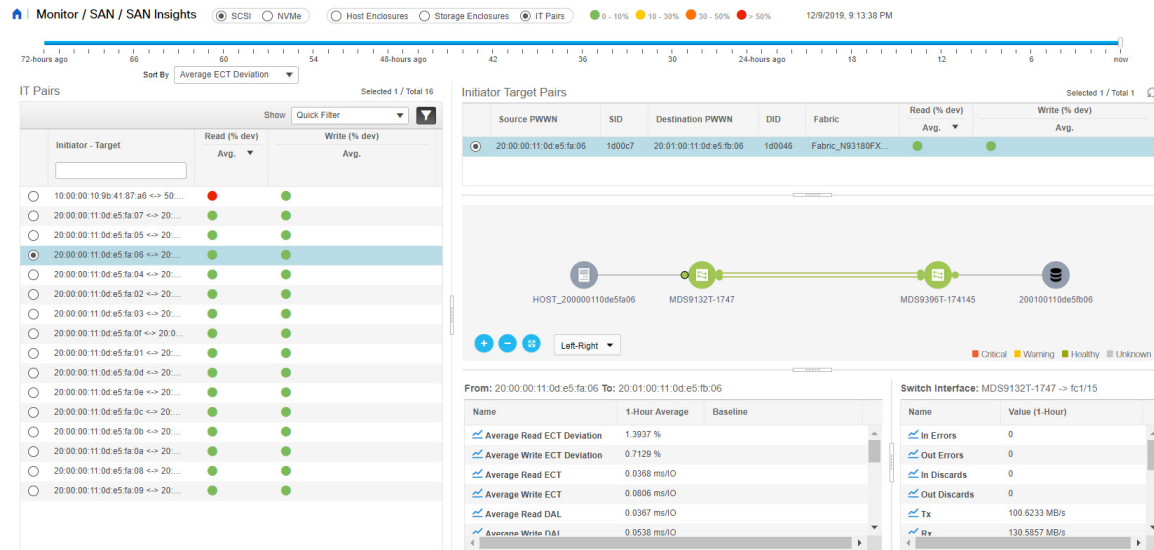 Monitor / SAN / SAN Insights SCSI NVMe Host Enclosures Storage Enclosures IT Pairs 0 - 10% 10 - 30% 30 - 50% > 50% 12/9/2019, 9:13:38 PM
72-hours ago 66 60 54 48-hours ago 42 36 30 24-hours ago 18 12 6 now
Sort By Average ECT Deviation
IT Pairs Selected 1 / Total 16
Show Quick Filter
Initiator - Target Read (% dev) Write (% dev)
Avg. Avg.
10:00:00:10:9b:41:87:a6 <-> 50:...
20:00:00:11:0d:e5:fa:07 <-> 20:...
20:00:00:11:0d:e5:fa:05 <-> 20:...
20:00:00:11:0d:e5:fa:06 <-> 20:...
20:00:00:11:0d:e5:fa:04 <-> 20:...
20:00:00:11:0d:e5:fa:02 <-> 20:...
20:00:00:11:0d:e5:fa:03 <-> 20:...
20:00:00:11:0d:e5:fa:0f <-> 20:0...
20:00:00:11:0d:e5:fa:01 <-> 20:...
20:00:00:11:0d:e5:fa:0d <-> 20:...
20:00:00:11:0d:e5:fa:0e <-> 20:...
20:00:00:11:0d:e5:fa:0c <-> 20:...
20:00:00:11:0d:e5:fa:0b <-> 20:...
20:00:00:11:0d:e5:fa:0a <-> 20:...
20:00:00:11:0d:e5:fa:08 <-> 20:...
20:00:00:11:0d:e5:fa:09 <-> 20:...
Initiator Target Pairs Selected 1 / Total 1
Source PWWN SID Destination PWWN DID Fabric Read (% dev) Write (% dev)
Avg. Avg.
20:00:00:11:0d:e5:fa:06 1d00c7 20:01:00:11:0d:e5:fb:06 1d0046 Fabric_N93180FX...
HOST_200000110de5fa06 MDS9132T-1747 MDS9396T-174145 200100110de5fb06
Left-Right
Critical Warning Healthy Unknown
From: 20:00:00:11:0d:e5:fa:06 To: 20:01:00:11:0d:e5:fb:06
Name 1-Hour Average Baseline
Average Read ECT Deviation 1.3937 %
Average Write ECT Deviation 0.7129 %
Average Read ECT 0.0368 ms/IO
Average Write ECT 0.0806 ms/IO
Average Read DAL 0.0367 ms/IO
Average Write DAL 0.0538 ms/IO
Switch Interface: MDS9132T-1747 -> fc1/15
Name Value (1-Hour)
In Errors 0
Out Errors 0
In Discards 0
Out Discards 0
Tx 100.6233 MB/s
Rx 130.5857 MB/s